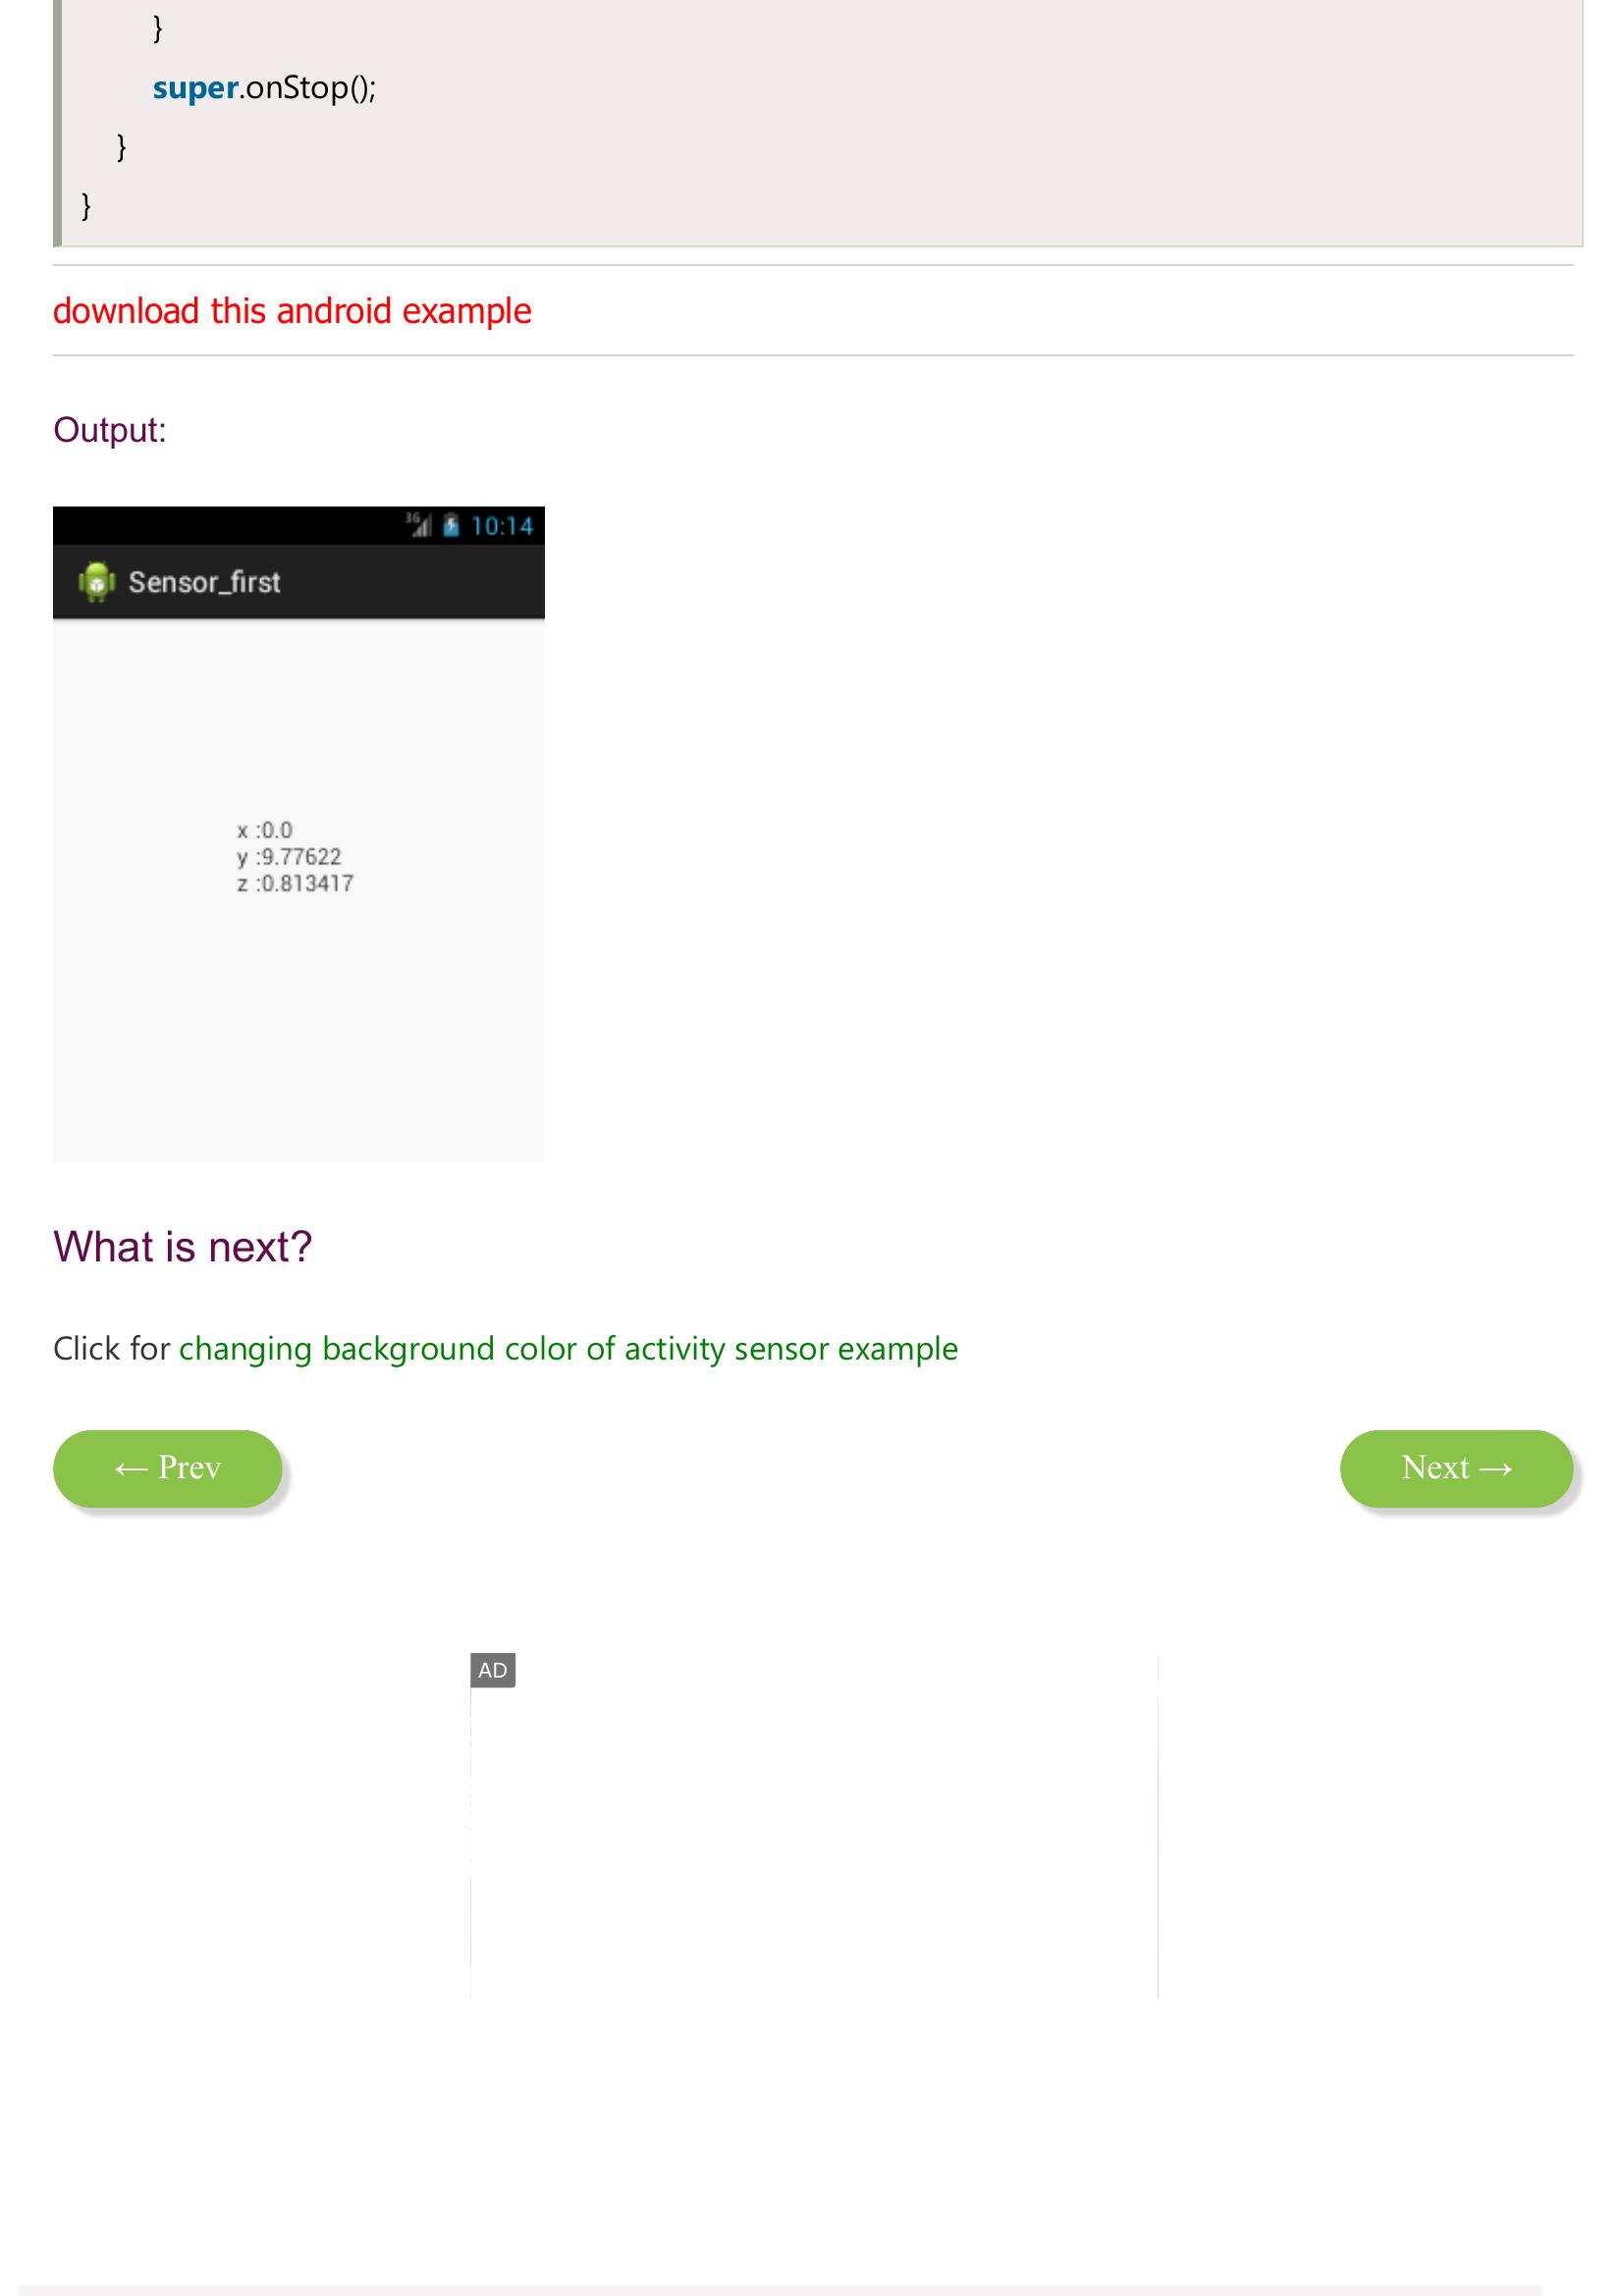 }
super.onStop();
}
}
download this android example
Output:
3G 10:14
Sensor_first
x :0.0
y :9.77622
z :0.813417
What is next?
Click for changing background color of activity sensor example
← Prev
Next →
AD